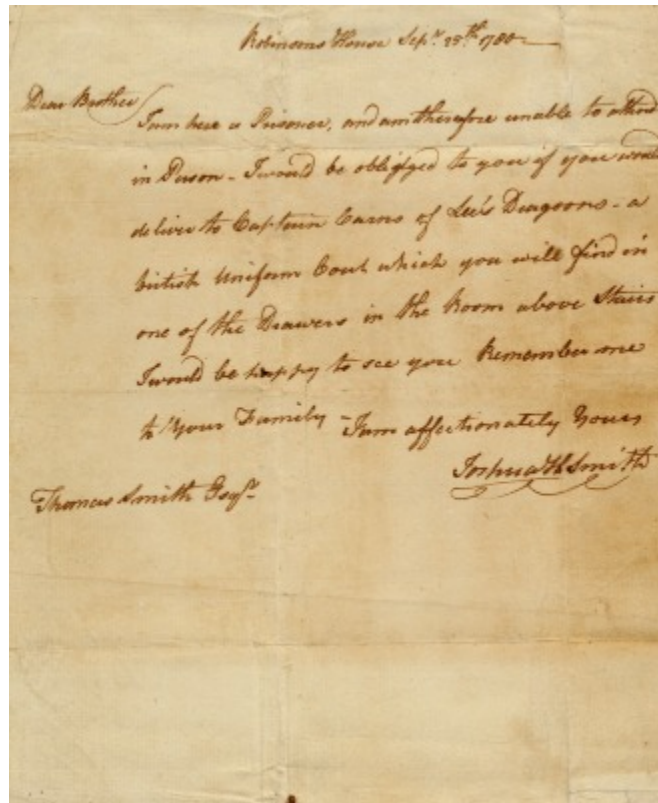 Robinsons House Sepr. 25th. 1780
Dear Brother
I am here a Prisoner, and am therefore unable to attend
in Person - I would be obligged to you if you would
deliver to Captain Carns of Lee's Dragoons - a
british Uniform Coat which you will find in
one of the Drawers in the Room above Stairs
I would be happy to see you Remember me
to Your Family - I am affectionately Yours
Joshua H Smith
Thomas Smith Esqr.